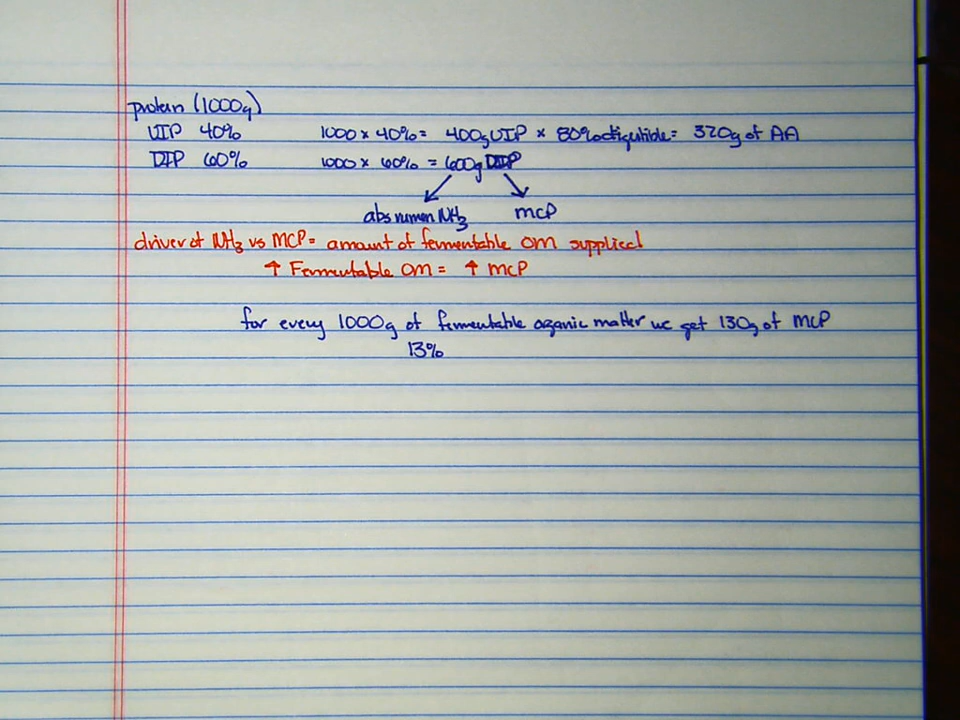 protein (1000g)
UIP 40% 1000 x 40% = 400g UIP x 80% digestible = 320g of AA
DIP 60% 1000 x 60% = 600g DIP
abs rumen NH3 MCP
driver of NH3 vs MCP = amount of fermentable OM supplied
↑ Fermentable OM = ↑ MCP
for every 1000g of fermentable organic matter we get 130g of MCP
13%